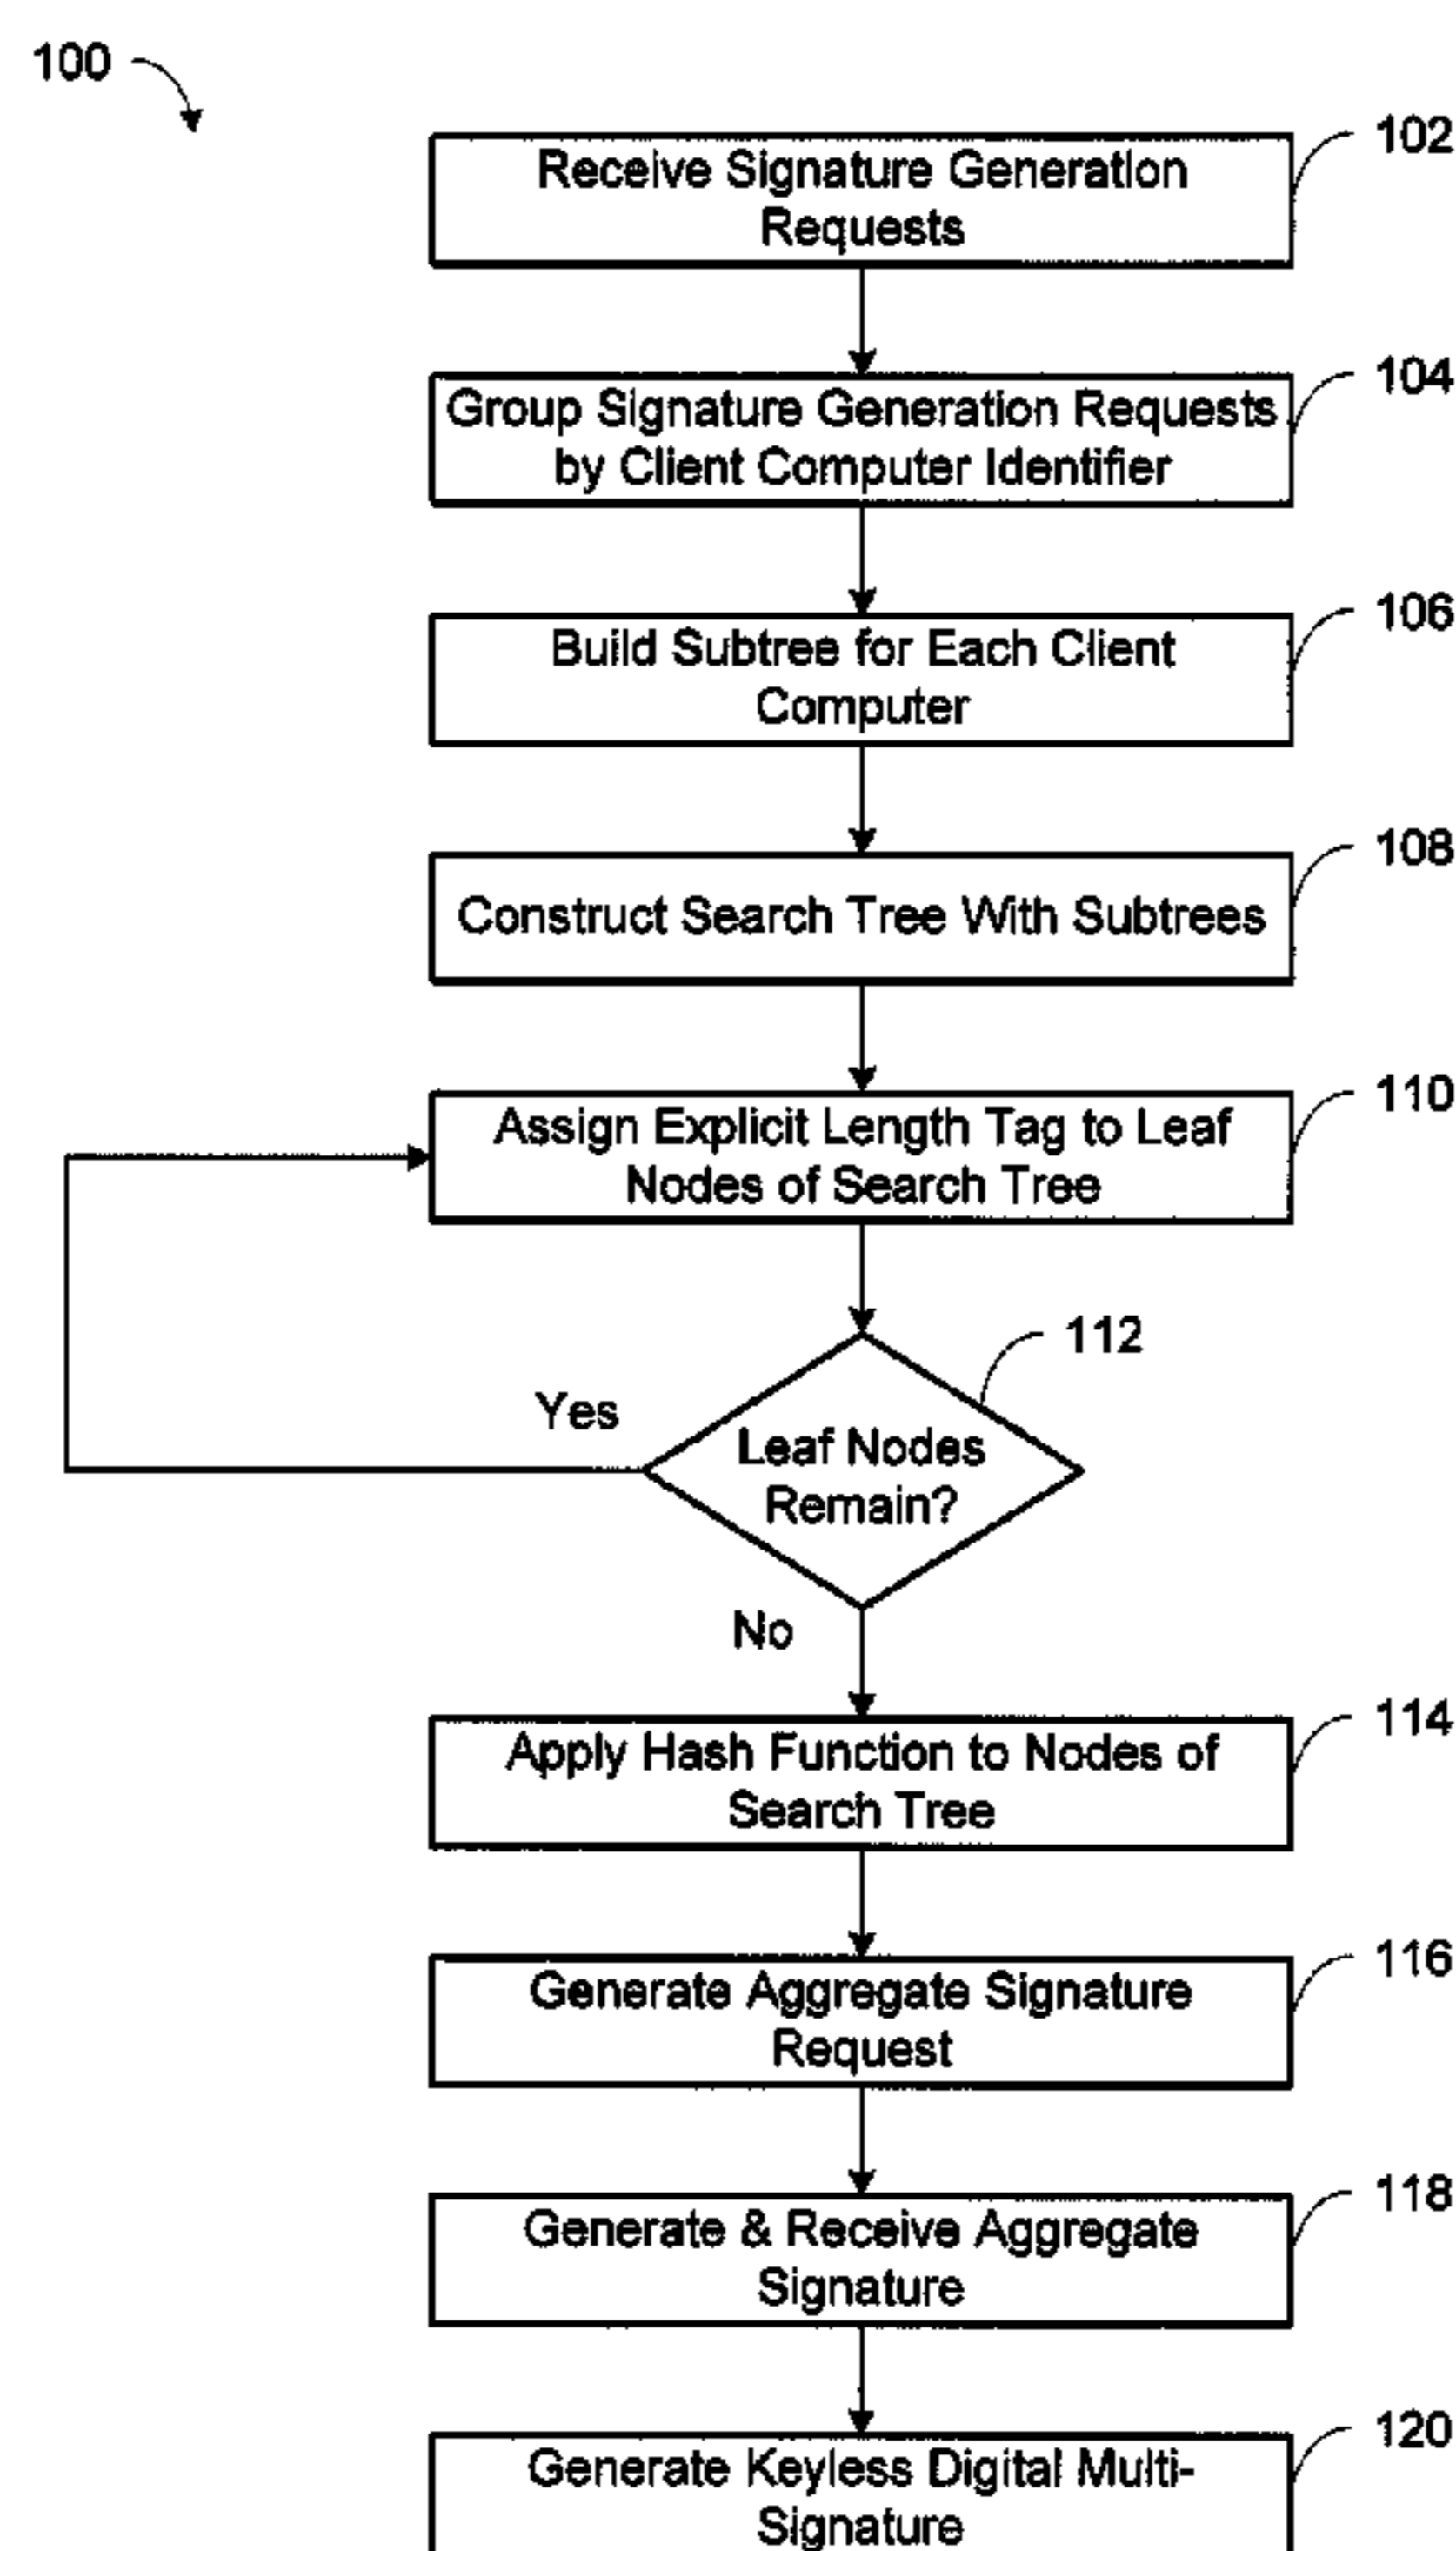 100
102
Receive Signature Generation
Requests
104
Group Signature Generation Requests
by Client Computer Identifier
106
Build Subtree for Each Client
Computer
108
Construct Search Tree With Subtrees
110
Assign Explicit Length Tag to Leaf
Nodes of Search Tree
112
Yes
Leaf Nodes
Remain?
No
114
Apply Hash Function to Nodes of
Search Tree
116
Generate Aggregate Signature
Request
118
Generate & Receive Aggregate
Signature
120
Generate Keyless Digital Multi-
Signature